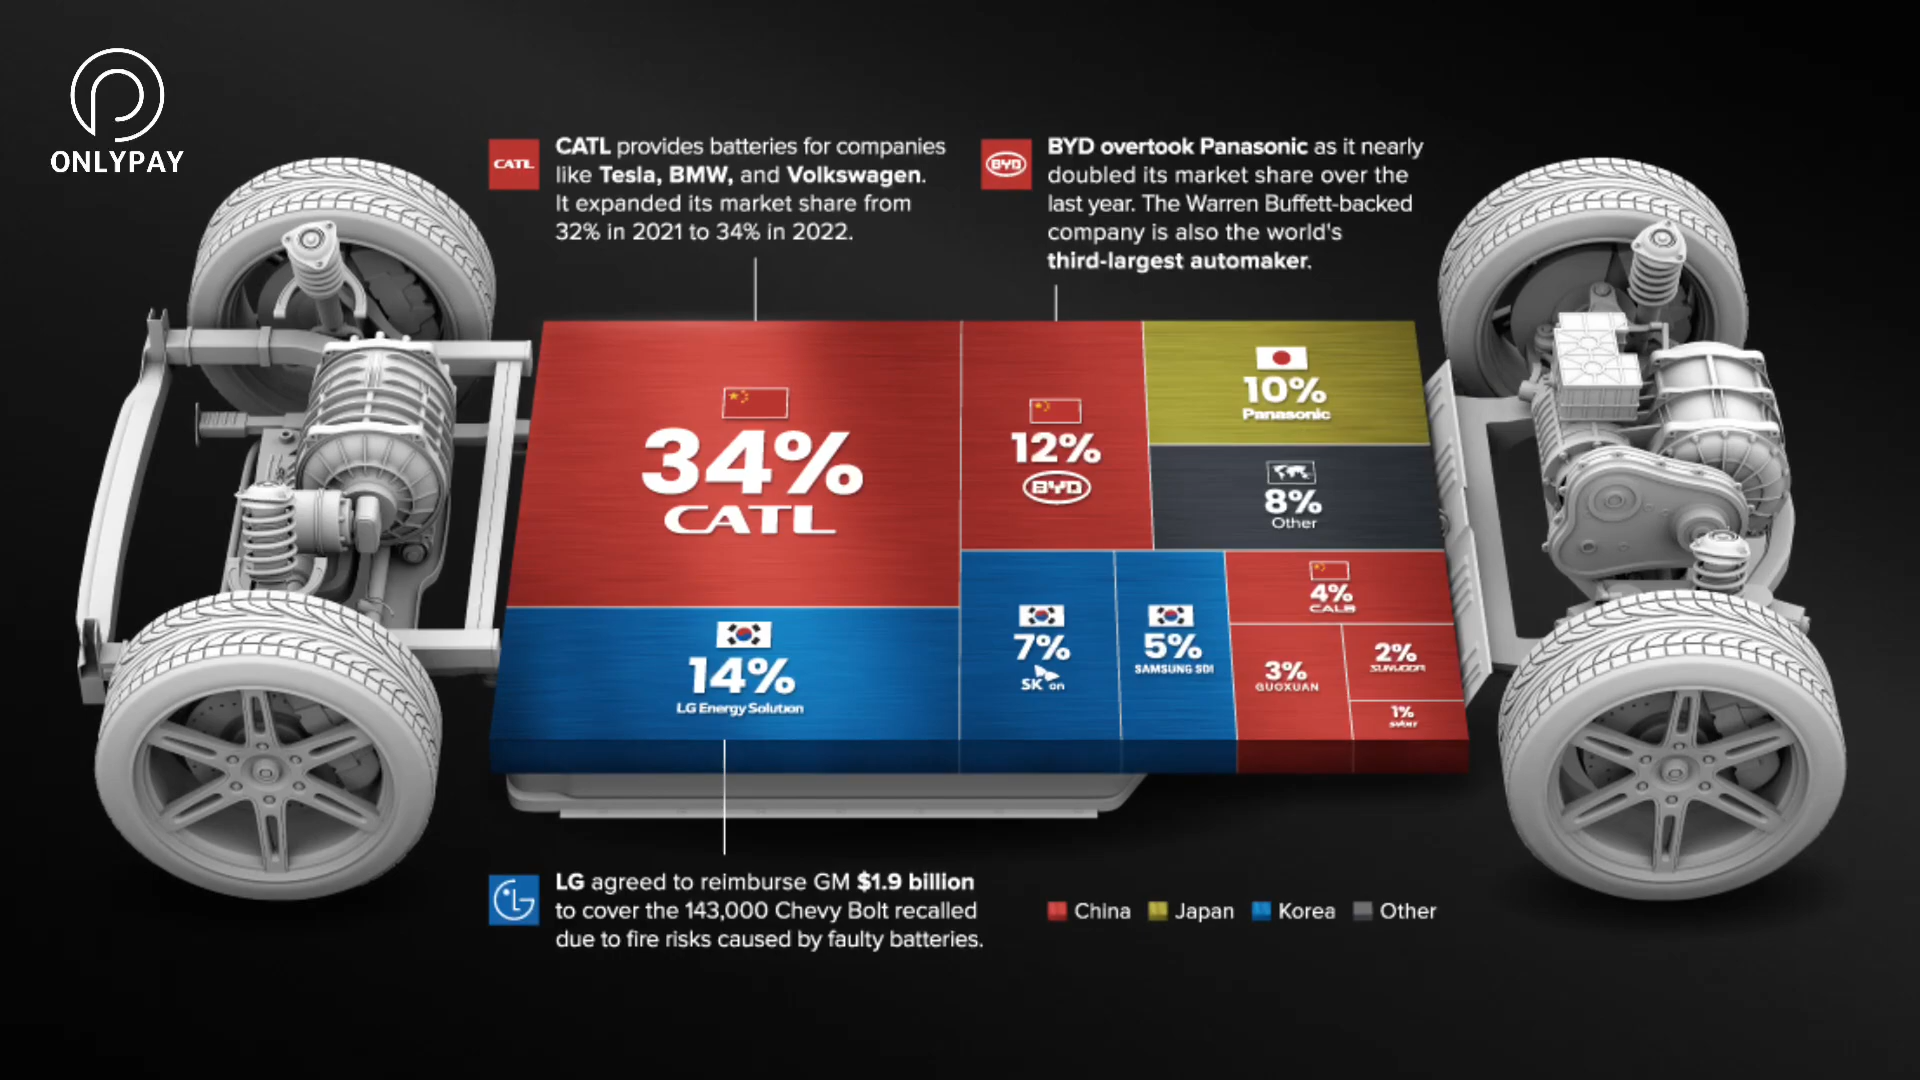 ONLYPAY
CATL
CATL provides batteries for companies
like Tesla, BMW, and Volkswagen.
It expanded its market share from
32% in 2021 to 34% in 2022.
BYD
BYD overtook Panasonic as it nearly
doubled its market share over the
last year. The Warren Buffett-backed
company is also the world's
third-largest automaker.
34%
CATL
12%
BYD
10%
Panasonic
8%
Other
14%
LG Energy Solution
7%
SK on
5%
SAMSUNG SDI
4%
CALB
3%
GUOXUAN
2%
SUNWODA
1%
LG
LG agreed to reimburse GM $1.9 billion
to cover the 143,000 Chevy Bolt recalled
due to fire risks caused by faulty batteries.
China
Japan
Korea
Other